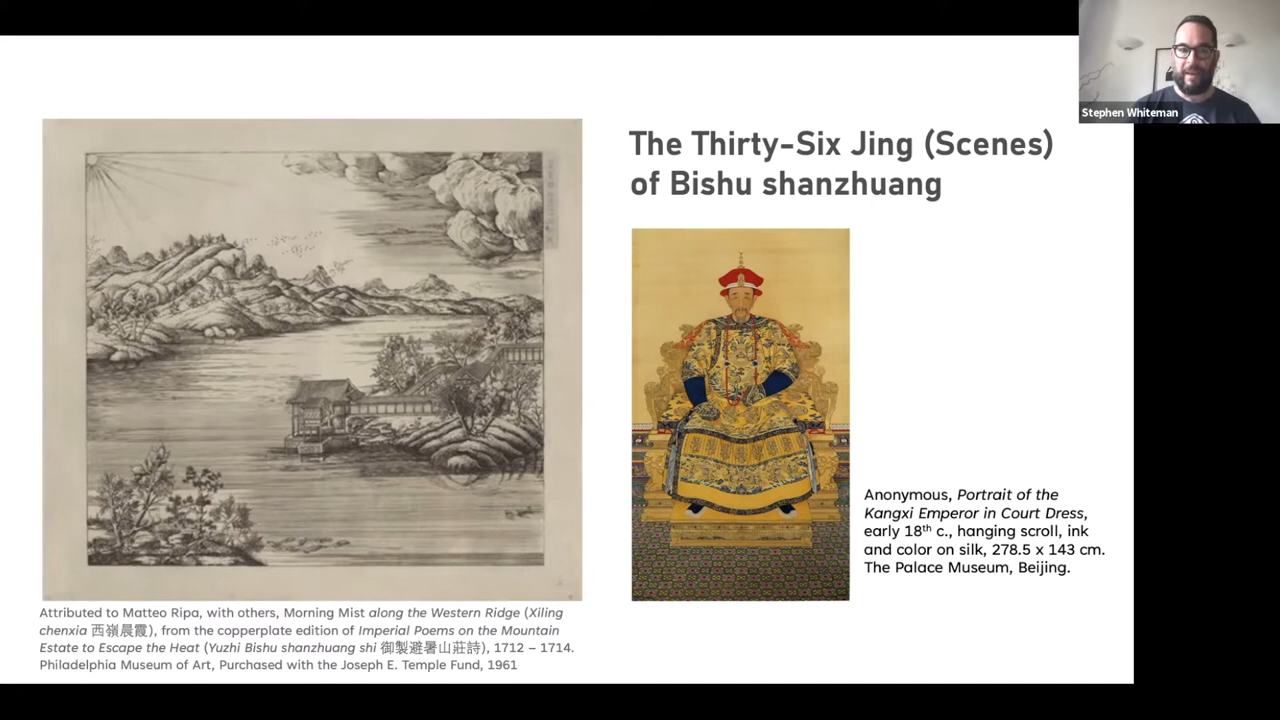 Stephen Whiteman
The Thirty-Six Jing (Scenes)
of Bishu shanzhuang
Anonymous, Portrait of the
Kangxi Emperor in Court Dress,
early 18th c., hanging scroll, ink
and color on silk, 278.5 x 143 cm.
The Palace Museum, Beijing.
Attributed to Matteo Ripa, with others, Morning Mist along the Western Ridge (Xiling
chenxia 西嶺晨霞), from the copperplate edition of Imperial Poems on the Mountain
Estate to Escape the Heat (Yuzhi Bishu shanzhuang shi 御製避暑山莊詩), 1712 – 1714.
Philadelphia Museum of Art, Purchased with the Joseph E. Temple Fund, 1961